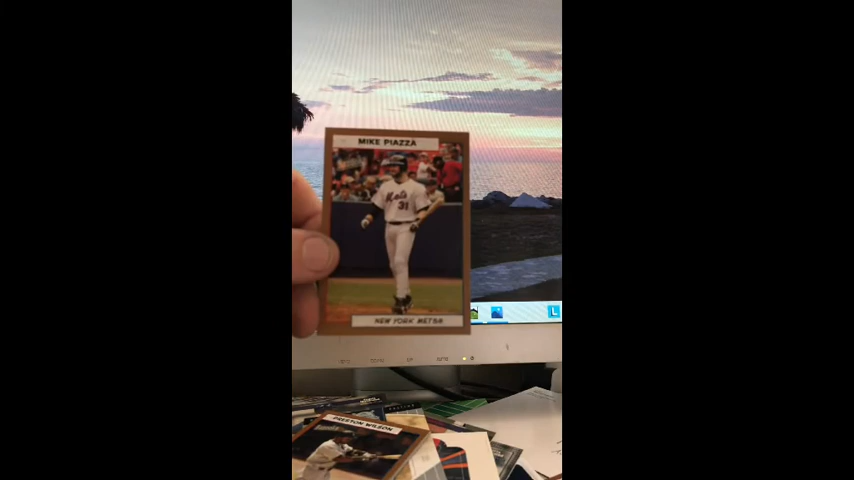 MIKE PIAZZA
Mets
31
NEW YORK METS®
L
PRESTON WILSON